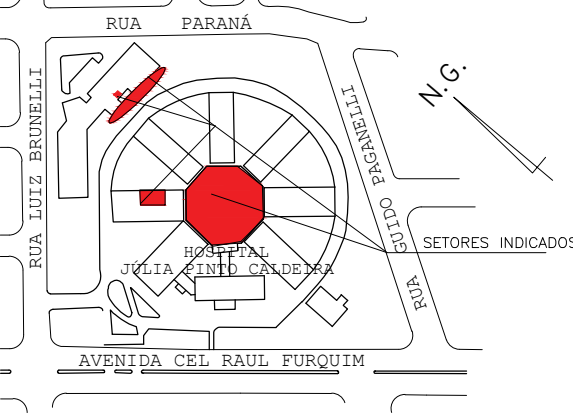 RUA PARANÁ
N.G.
RUA LUIZ BRUNELLI
RUA GUIDO PAGANELLI
SETORES INDICADOS
HOSPITAL
JÚLIA PINTO CALDEIRA
AVENIDA CEL RAUL FURQUIM